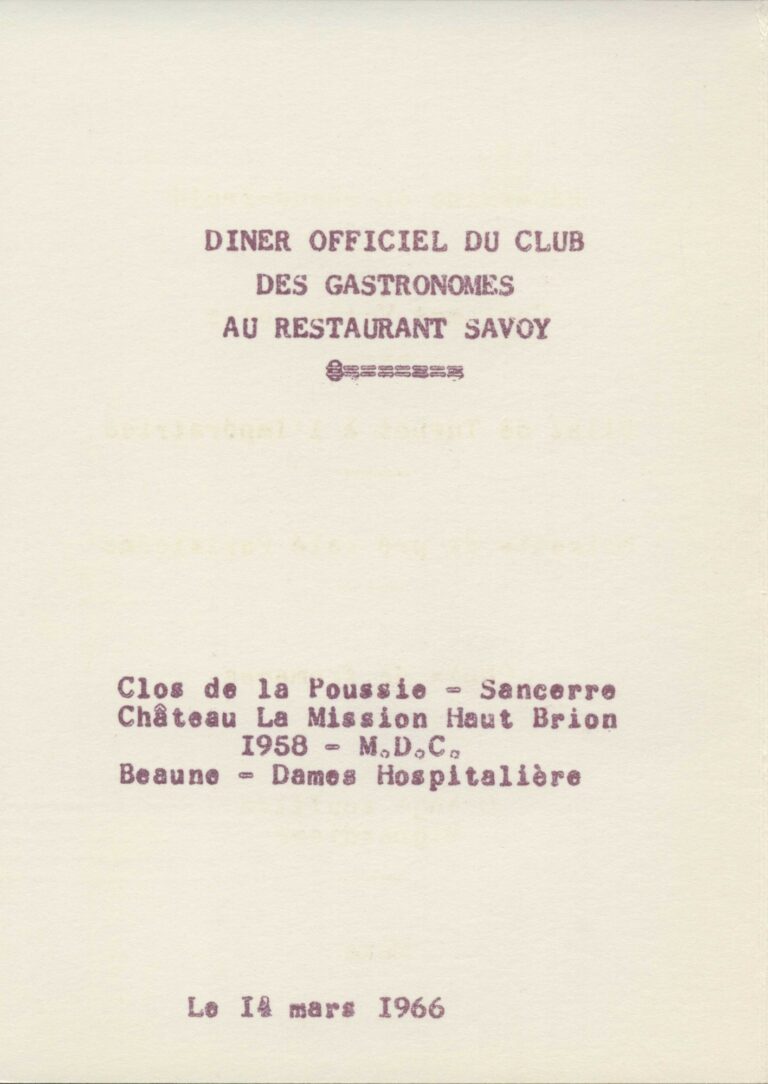 DINER OFFICIEL DU CLUB
DES GASTRONOMES
AU RESTAURANT SAVOY
Clos de la Poussie = Sancerre
Château La Mission Haut Brion
1958 = M.D.C.
Beaune = Dames Hospitalière
Le 14 mars 1966